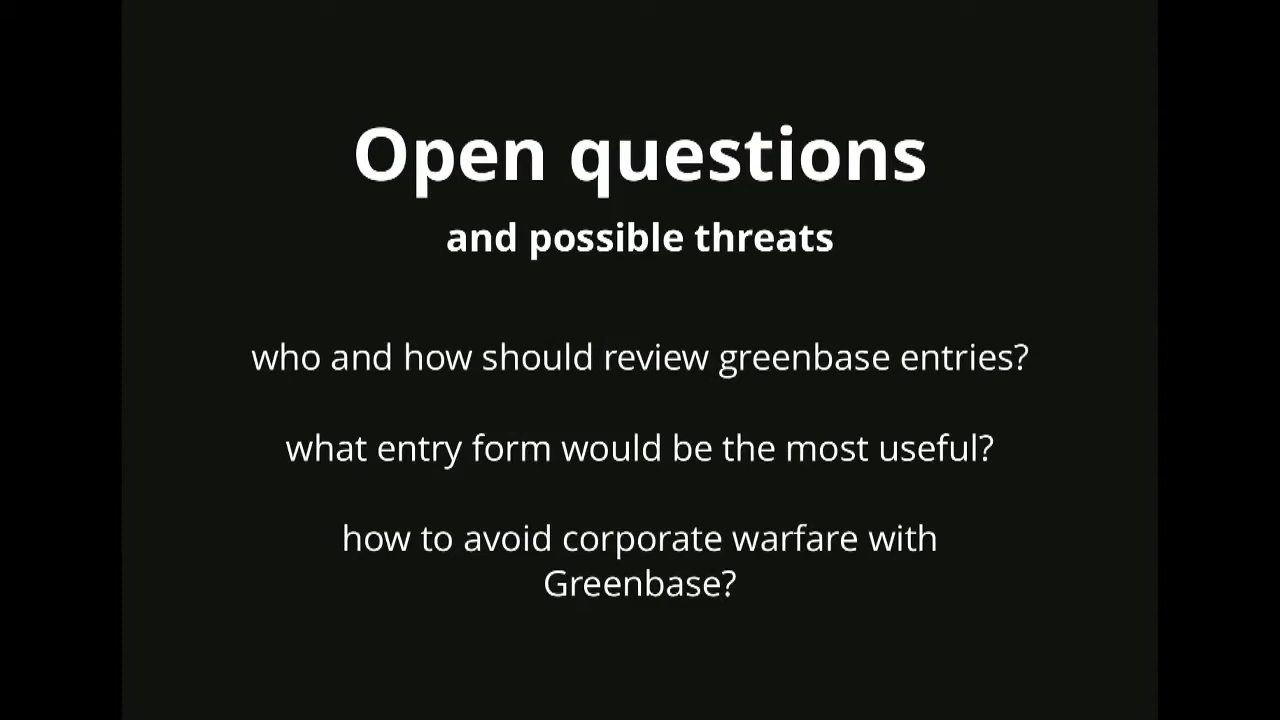 Open questions
and possible threats
who and how should review greenbase entries?
what entry form would be the most useful?
how to avoid corporate warfare with
Greenbase?